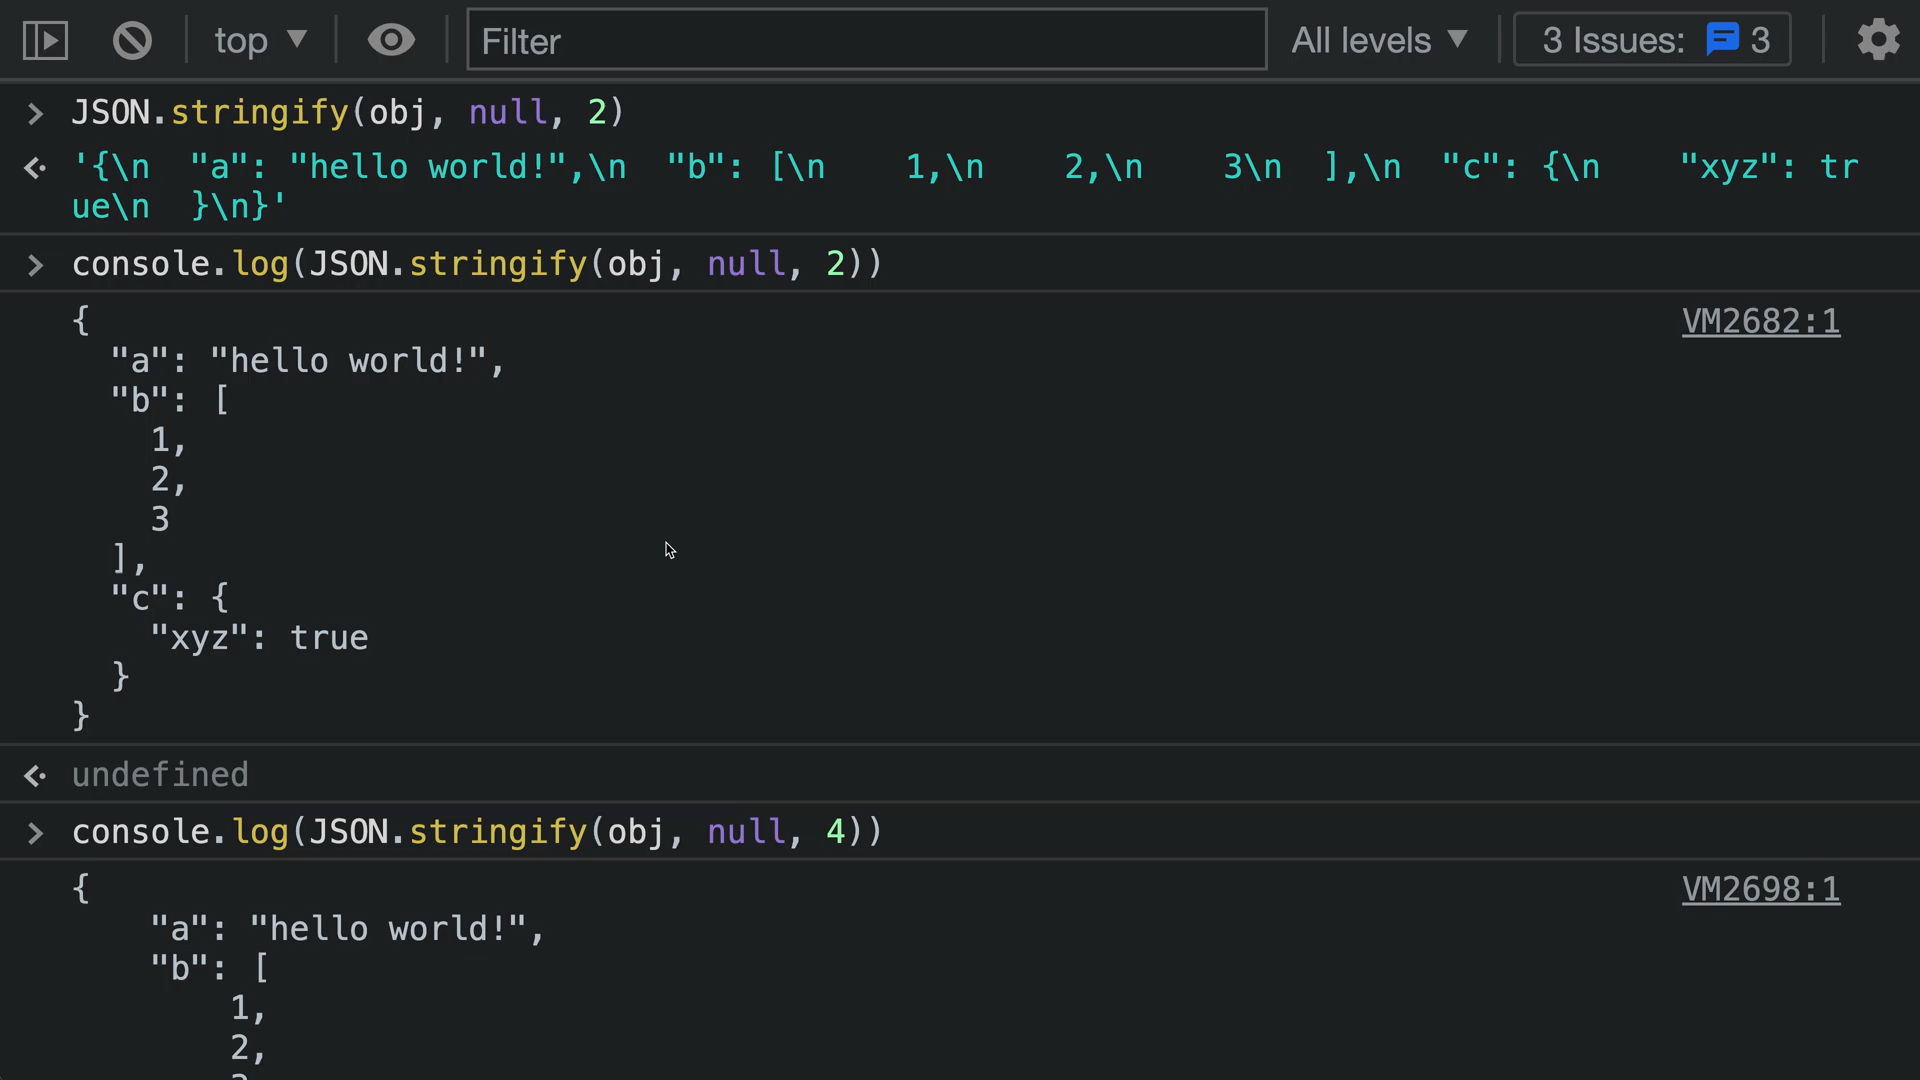 top ▼ Filter All levels ▼ 3 Issues: 3
> JSON.stringify(obj, null, 2)
'{\n  "a": "hello world!",\n  "b": [\n    1,\n    2,\n    3\n  ],\n  "c": {\n    "xyz": tr
ue\n  }\n}'
> console.log(JSON.stringify(obj, null, 2))
{ VM2682:1
  "a": "hello world!",
  "b": [
    1,
    2,
    3
  ],
  "c": {
    "xyz": true
  }
}
undefined
> console.log(JSON.stringify(obj, null, 4))
{ VM2698:1
    "a": "hello world!",
    "b": [
        1,
        2,